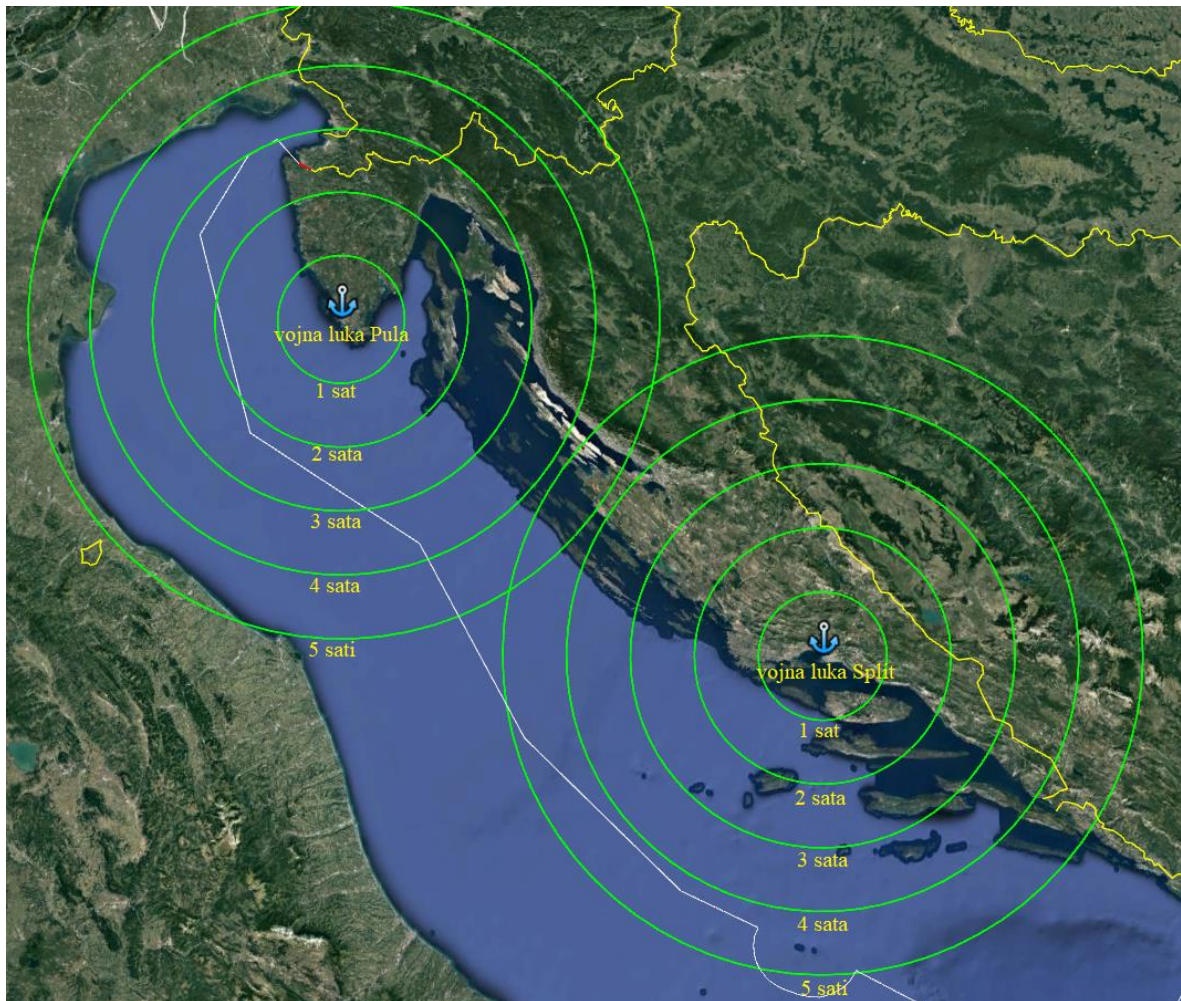 vojna luka Pula
1 sat
2 sata
3 sata
4 sata
5 sati
vojna luka Split
1 sat
2 sata
3 sata
4 sata
5 sati